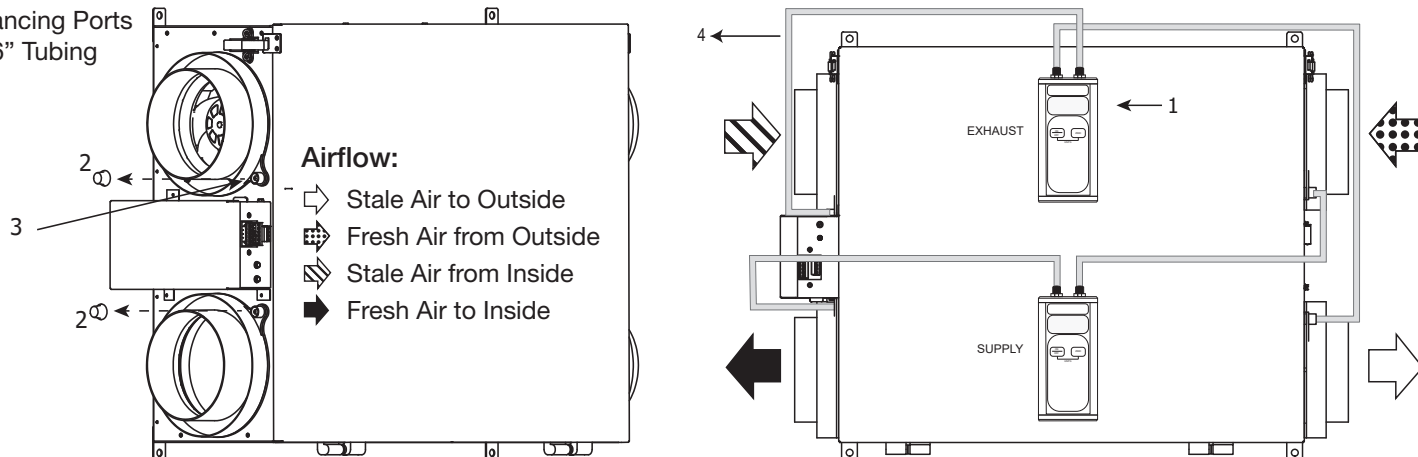 Ports
Tubing
2
3
2
Airflow:
Stale Air to Outside
Fresh Air from Outside
Stale Air from Inside
Fresh Air to Inside
4
1
EXHAUST
SUPPLY